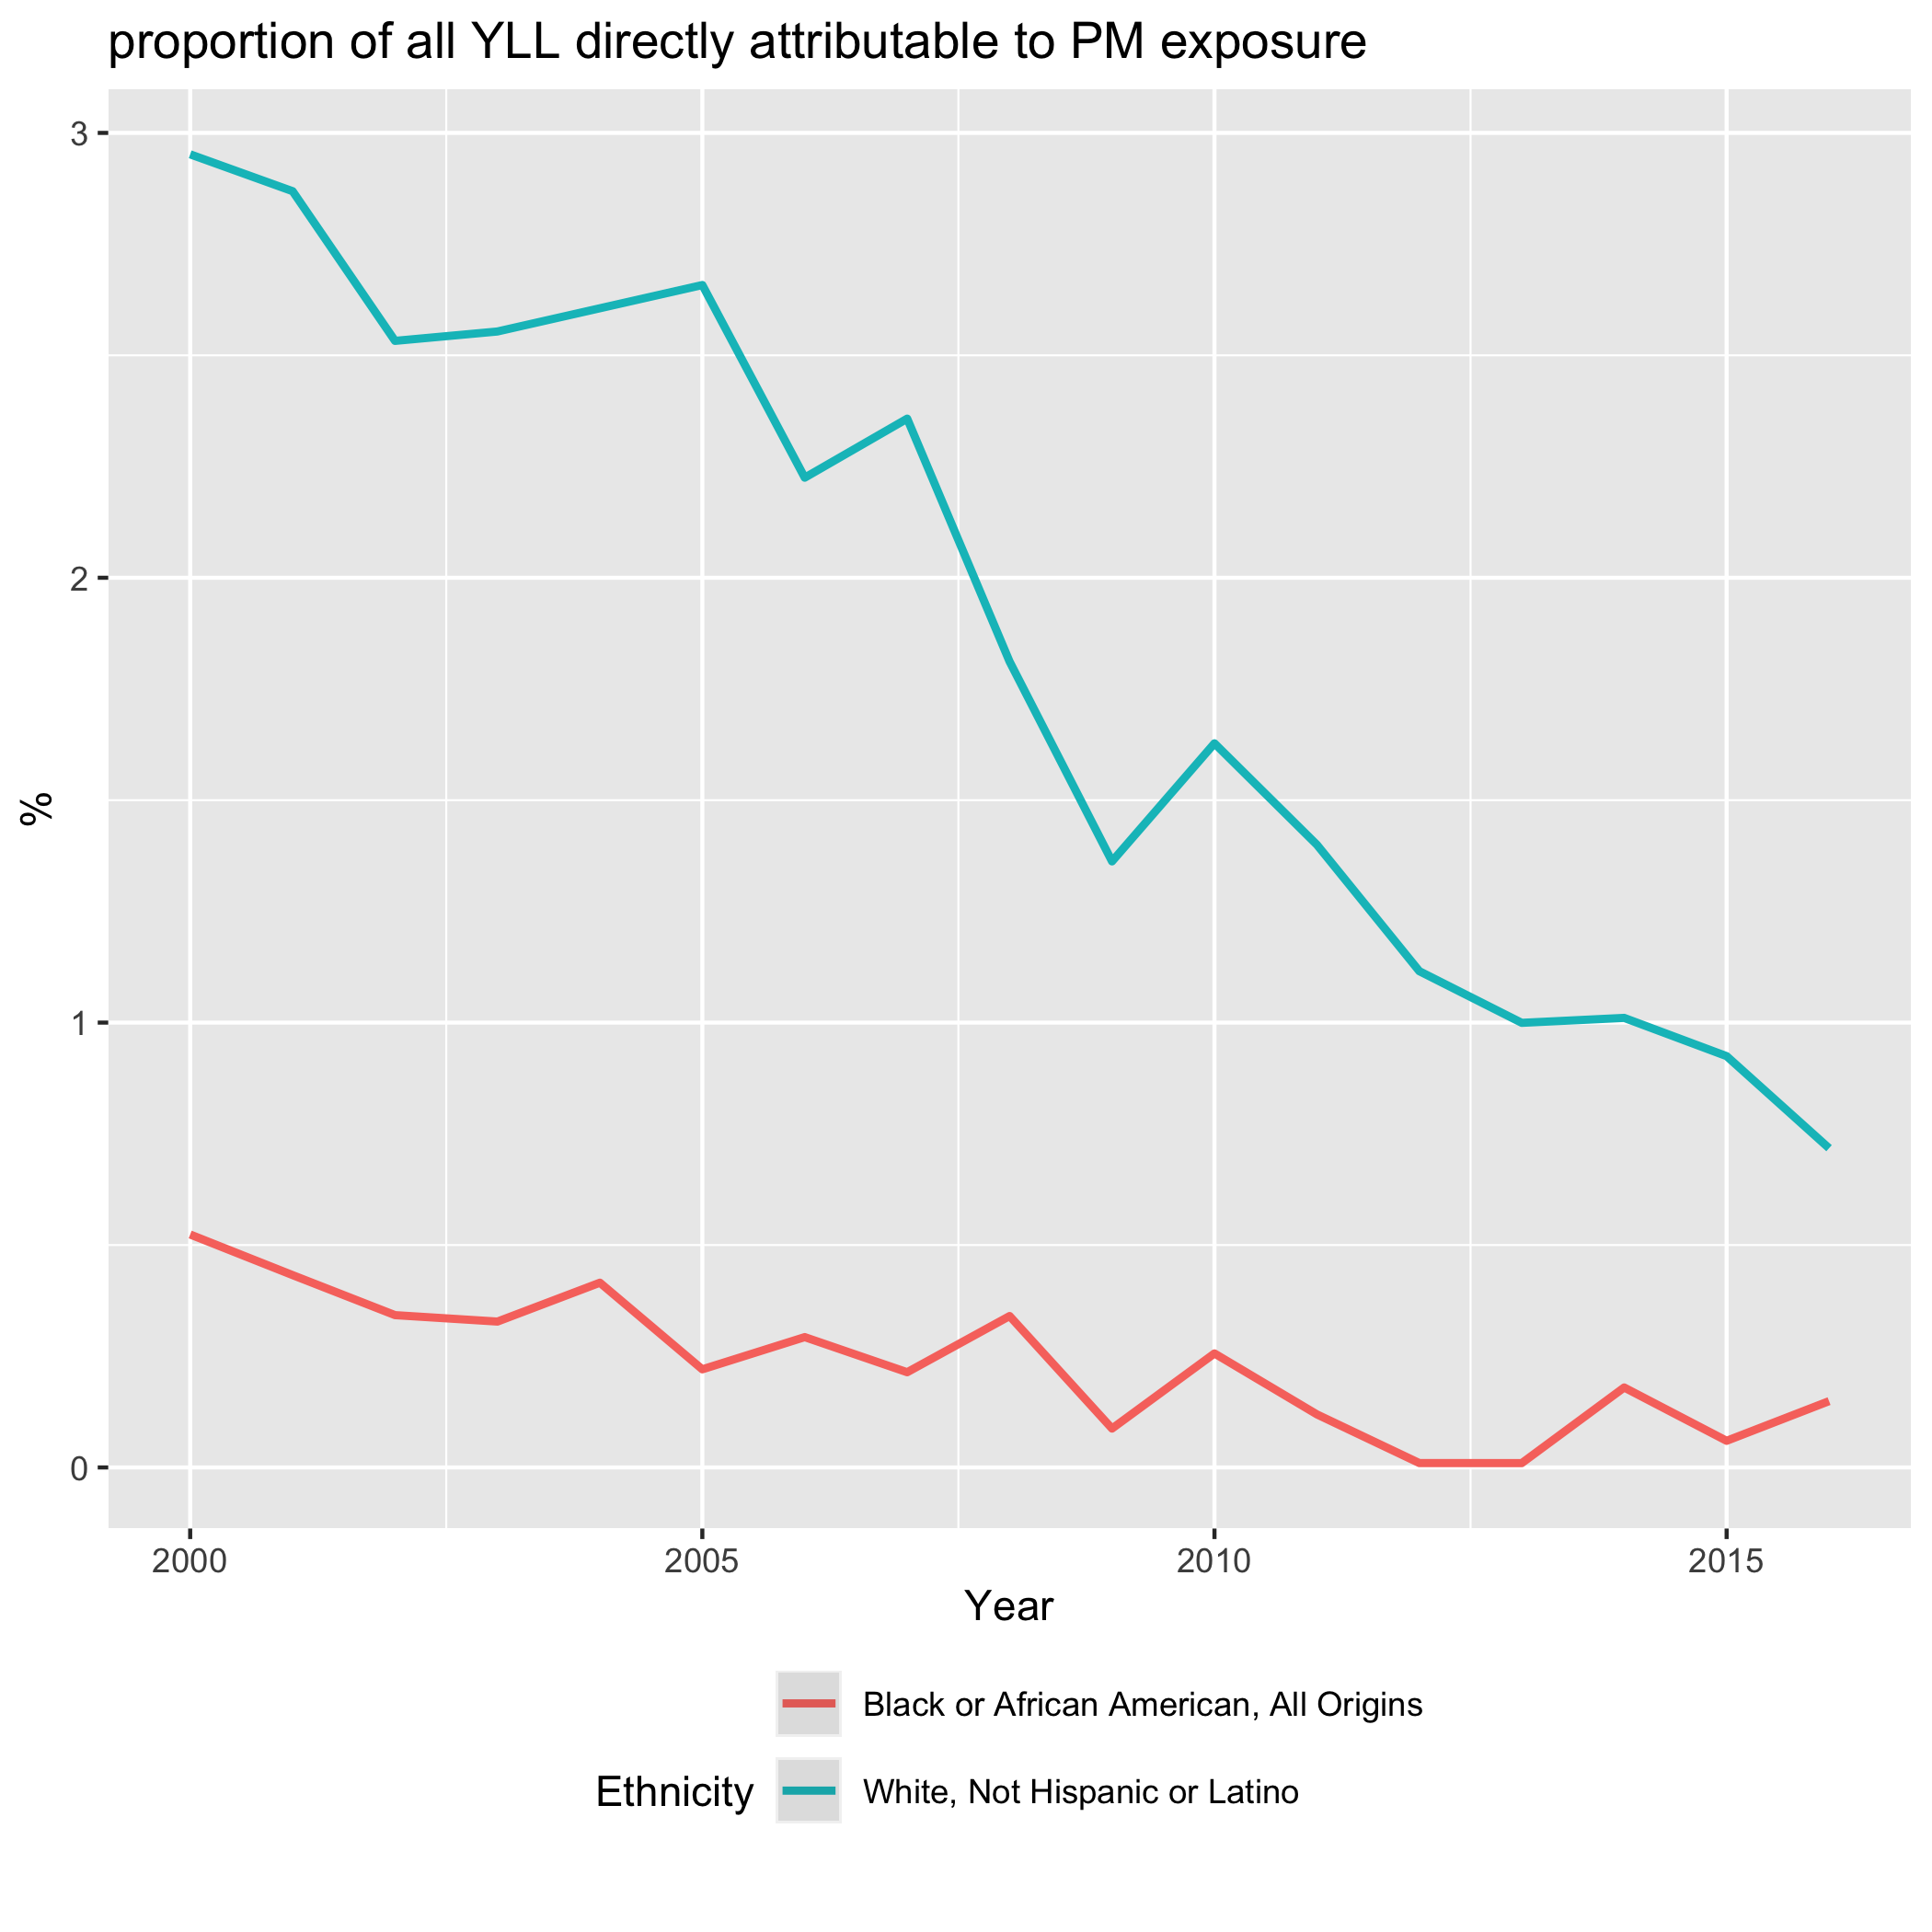 proportion of all YLL directly attributable to PM exposure
3
2
1
0
%
2000 2005 2010 2015
Year
Ethnicity
Black or African American, All Origins
White, Not Hispanic or Latino